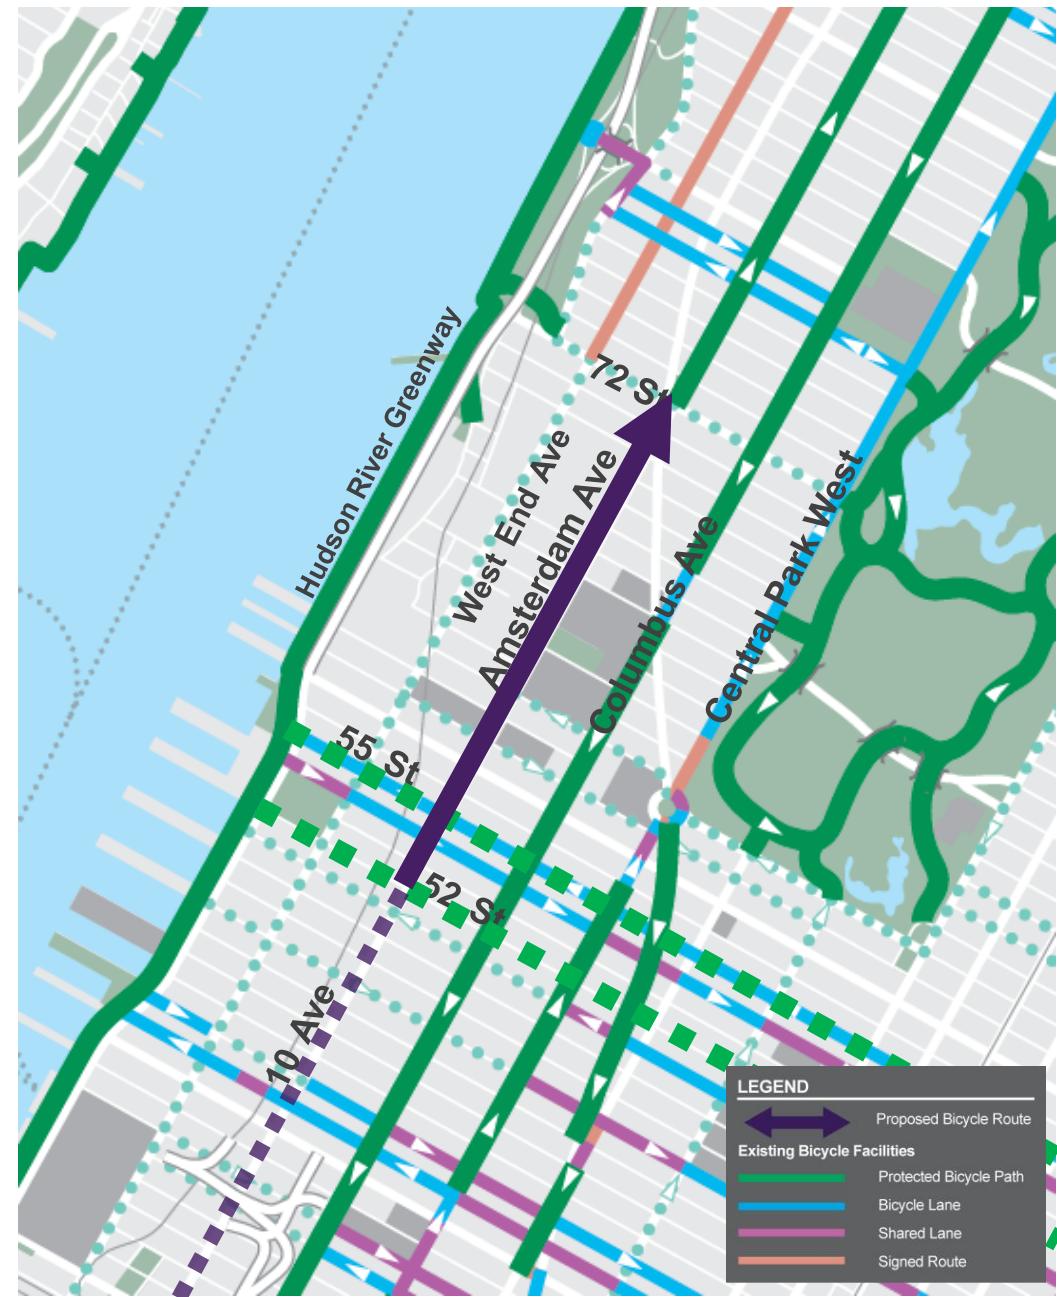 72 St
Hudson River Greenway
West End Ave
Amsterdam Ave
Columbus Ave
Central Park West
55 St
52 St
10 Ave
LEGEND
Proposed Bicycle Route
Existing Bicycle Facilities
Protected Bicycle Path
Bicycle Lane
Shared Lane
Signed Route